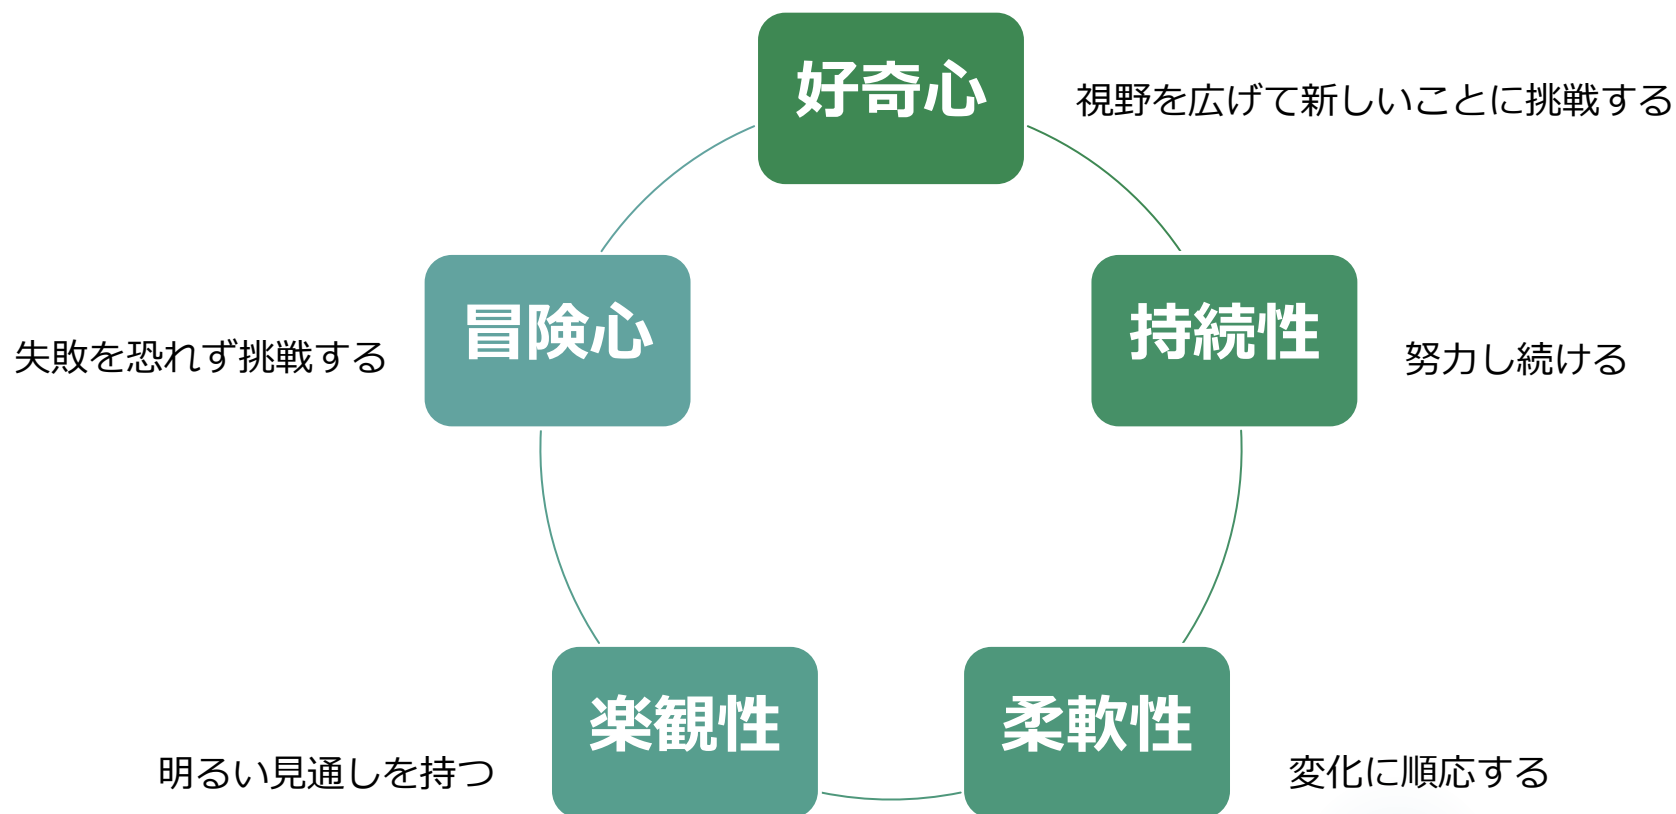 好奇心
視野を広げて新しいことに挑戦する
持続性
努力し続ける
柔軟性
変化に順応する
楽観性
明るい見通しを持つ
冒険心
失敗を恐れず挑戦する